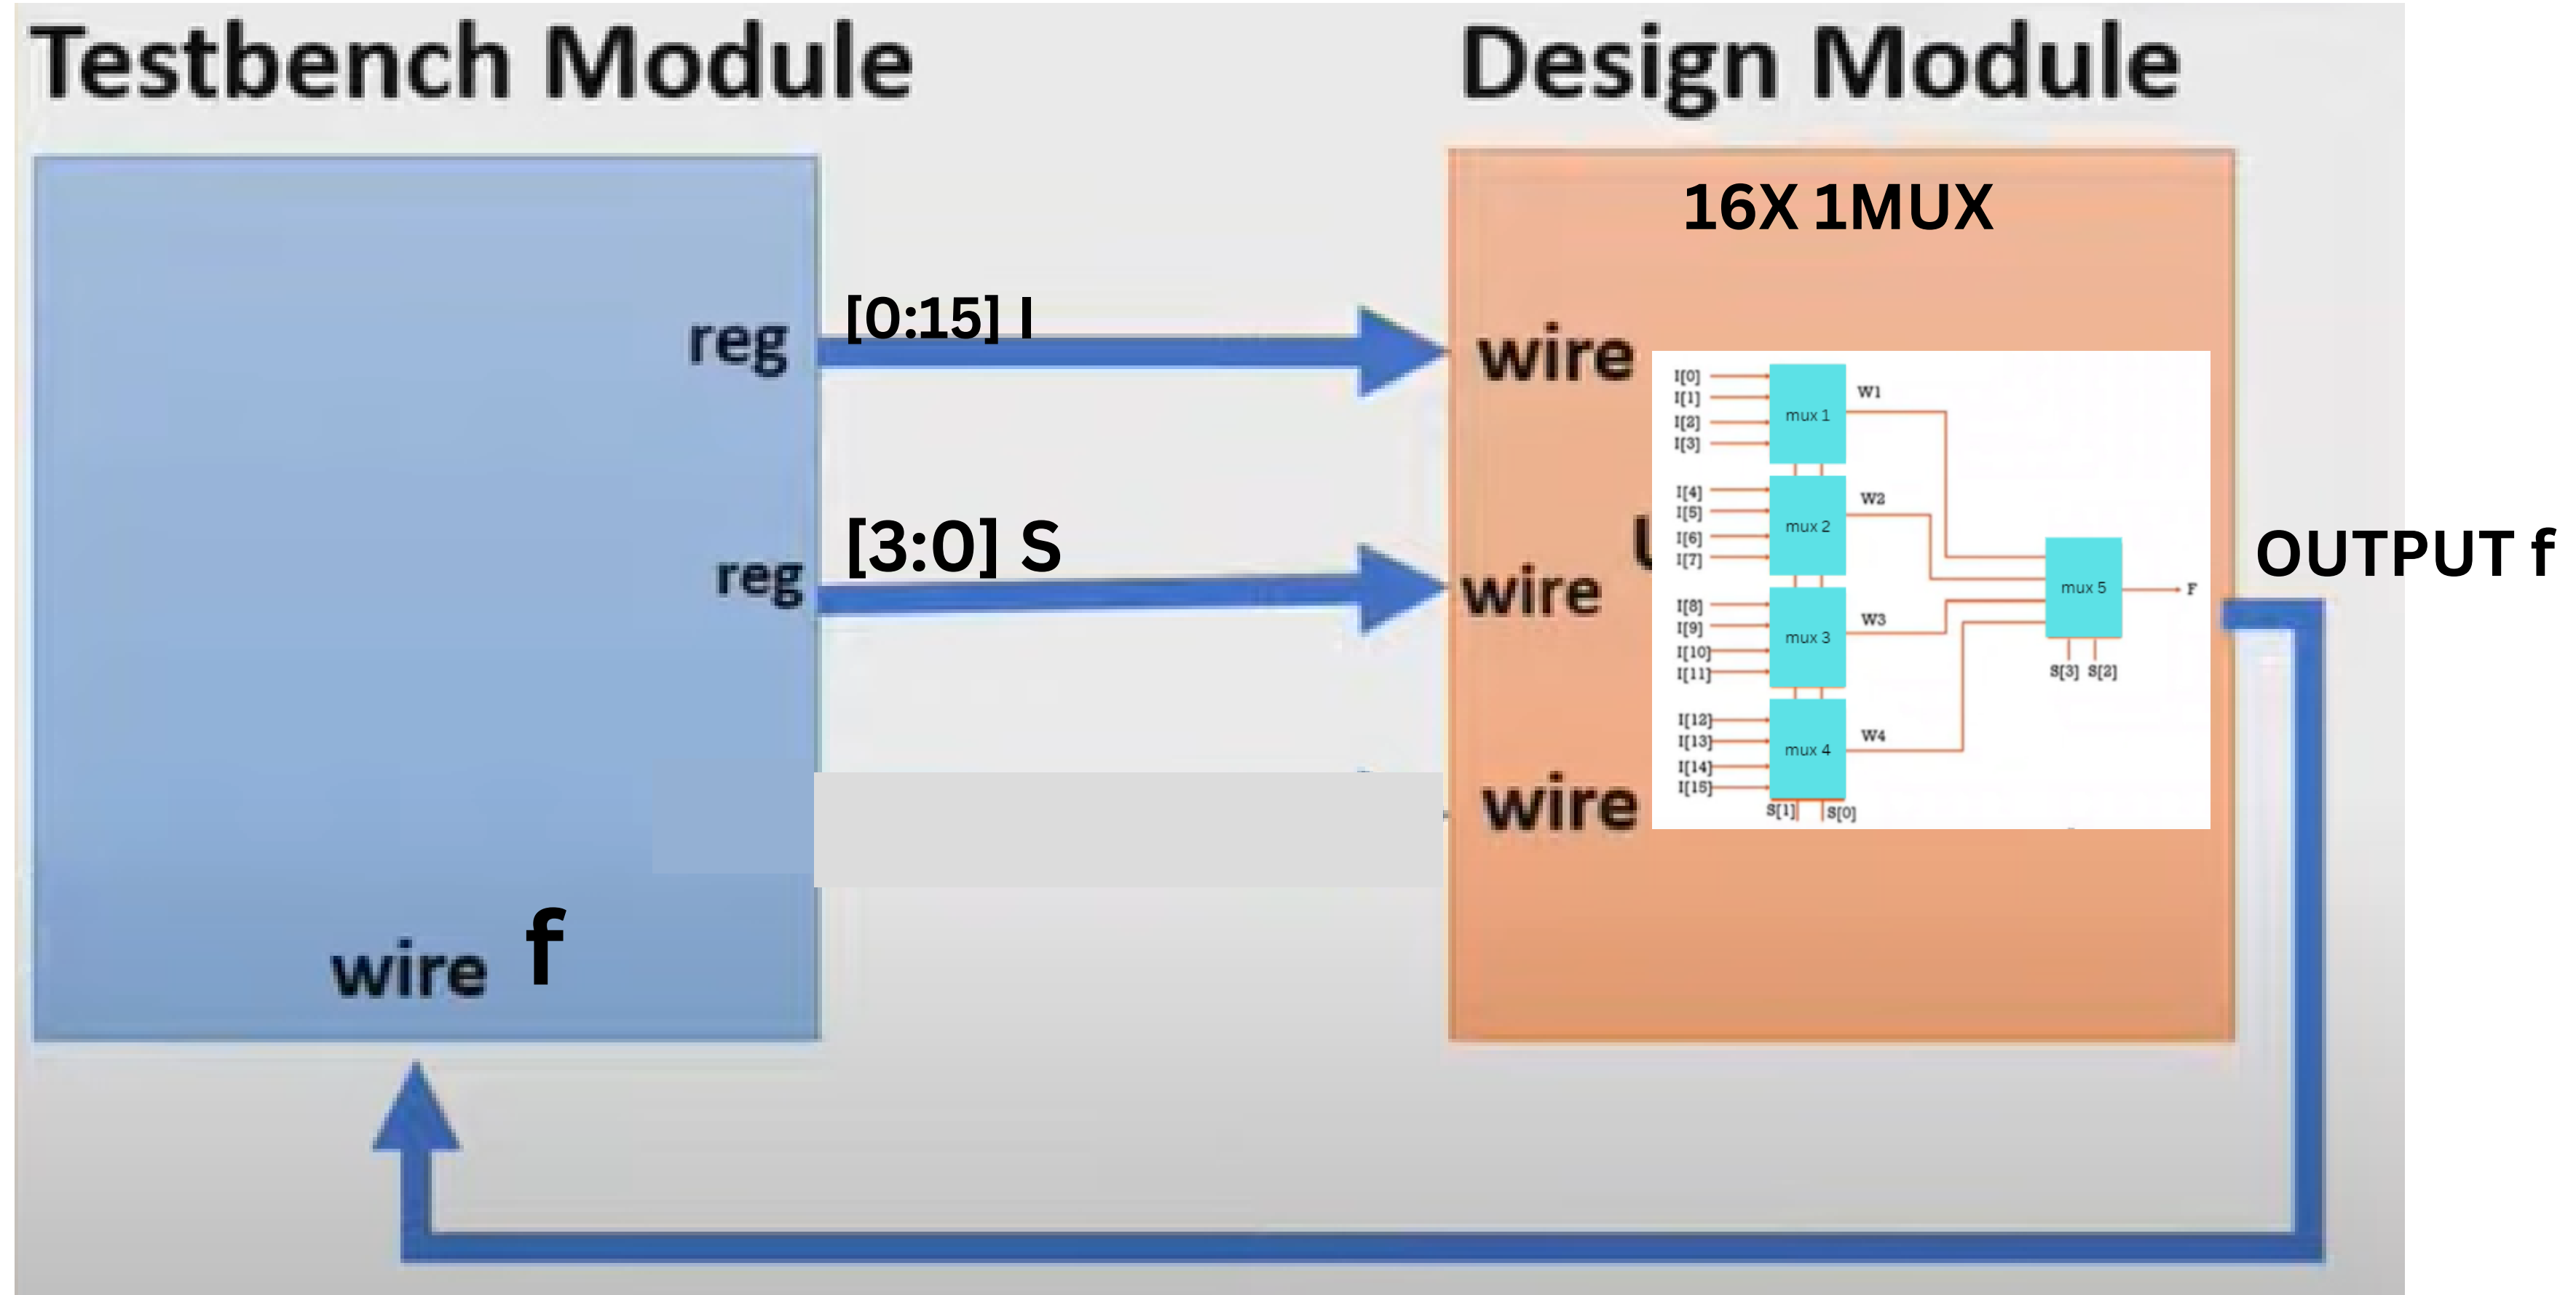 Testbench Module
Design Module
16X 1MUX
reg
[0:15] I
wire
reg
[3:0] S
wire
wire
wire f
OUTPUT f
I[0]
I[1]
I[2]
I[3]
mux 1
W1
I[4]
I[5]
I[6]
I[7]
mux 2
W2
I[8]
I[9]
I[10]
I[11]
mux 3
W3
I[12]
I[13]
I[14]
I[15]
mux 4
W4
S[1]
S[0]
mux 5
F
S[3] S[2]